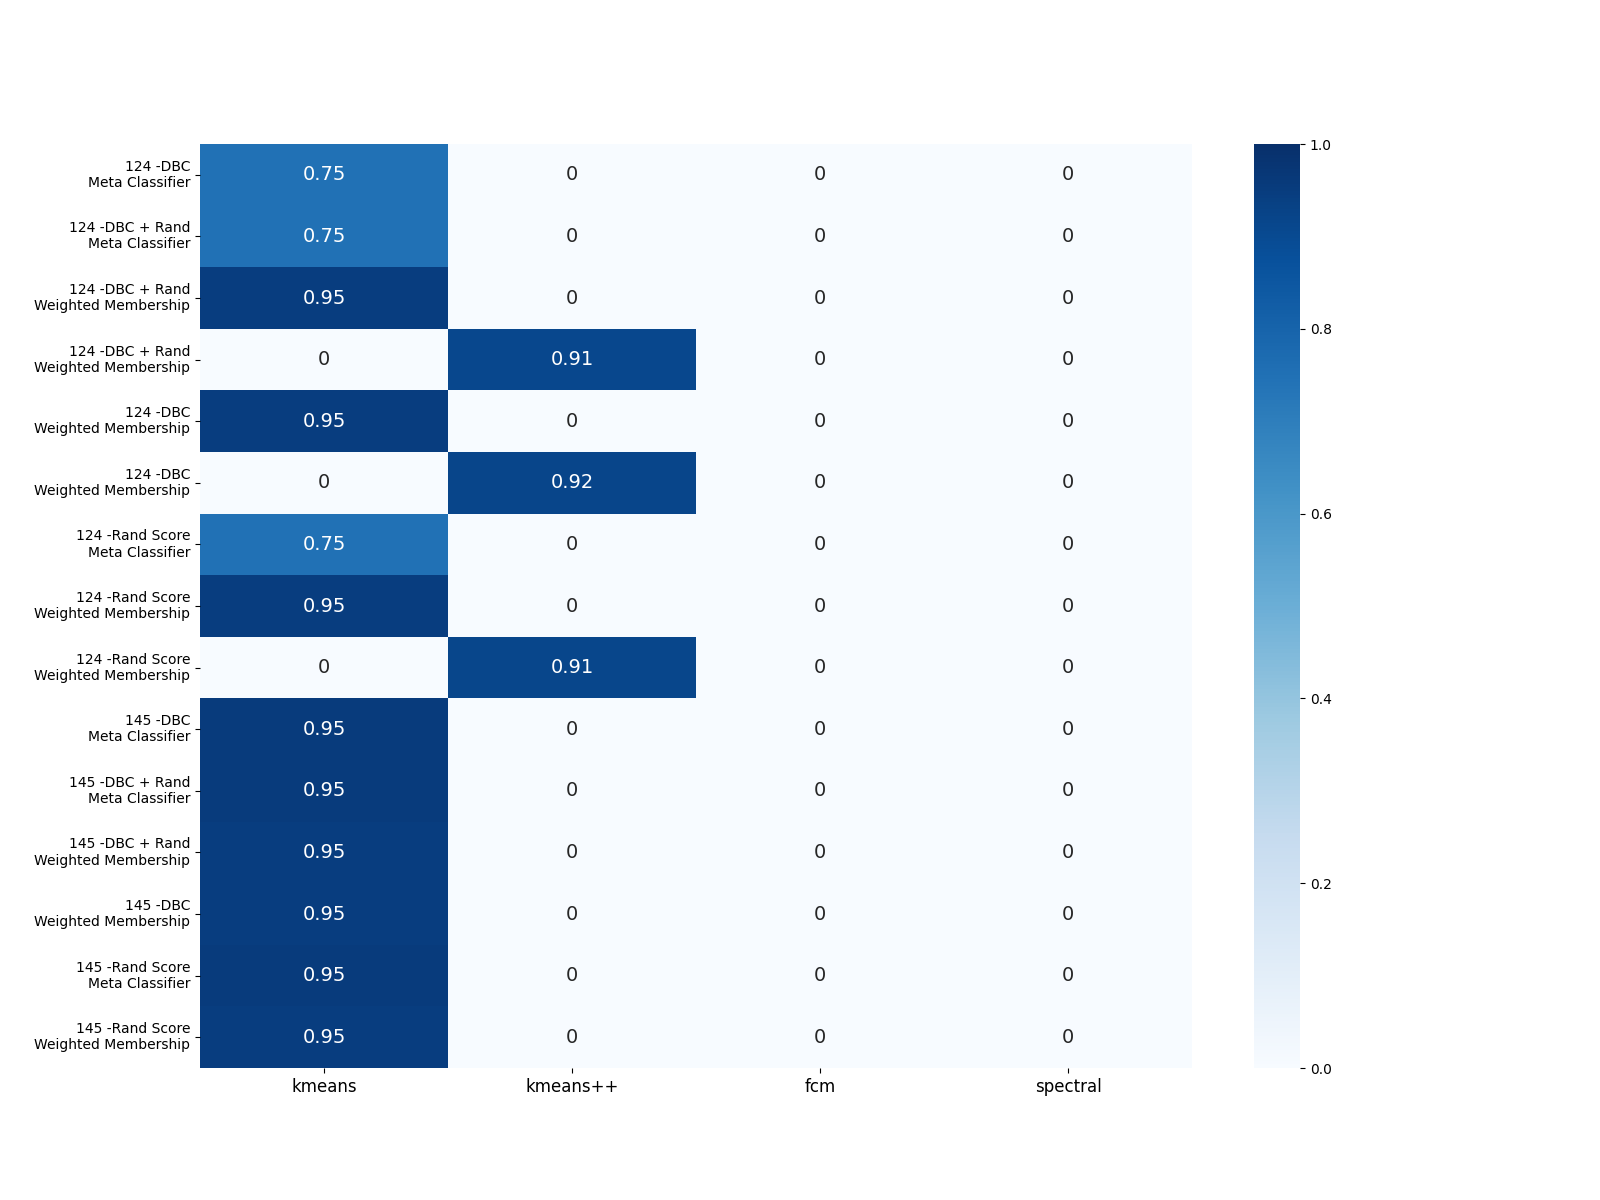 124 -DBC
Meta Classifier
0.75 0 0 0
124 -DBC + Rand
Meta Classifier
0.75 0 0 0
124 -DBC + Rand
Weighted Membership
0.95 0 0 0
124 -DBC + Rand
Weighted Membership
0 0.91 0 0
124 -DBC
Weighted Membership
0.95 0 0 0
124 -DBC
Weighted Membership
0 0.92 0 0
124 -Rand Score
Meta Classifier
0.75 0 0 0
124 -Rand Score
Weighted Membership
0.95 0 0 0
124 -Rand Score
Weighted Membership
0 0.91 0 0
145 -DBC
Meta Classifier
0.95 0 0 0
145 -DBC + Rand
Meta Classifier
0.95 0 0 0
145 -DBC + Rand
Weighted Membership
0.95 0 0 0
145 -DBC
Weighted Membership
0.95 0 0 0
145 -Rand Score
Meta Classifier
0.95 0 0 0
145 -Rand Score
Weighted Membership
0.95 0 0 0
kmeans kmeans++ fcm spectral
1.0
0.8
0.6
0.4
0.2
0.0